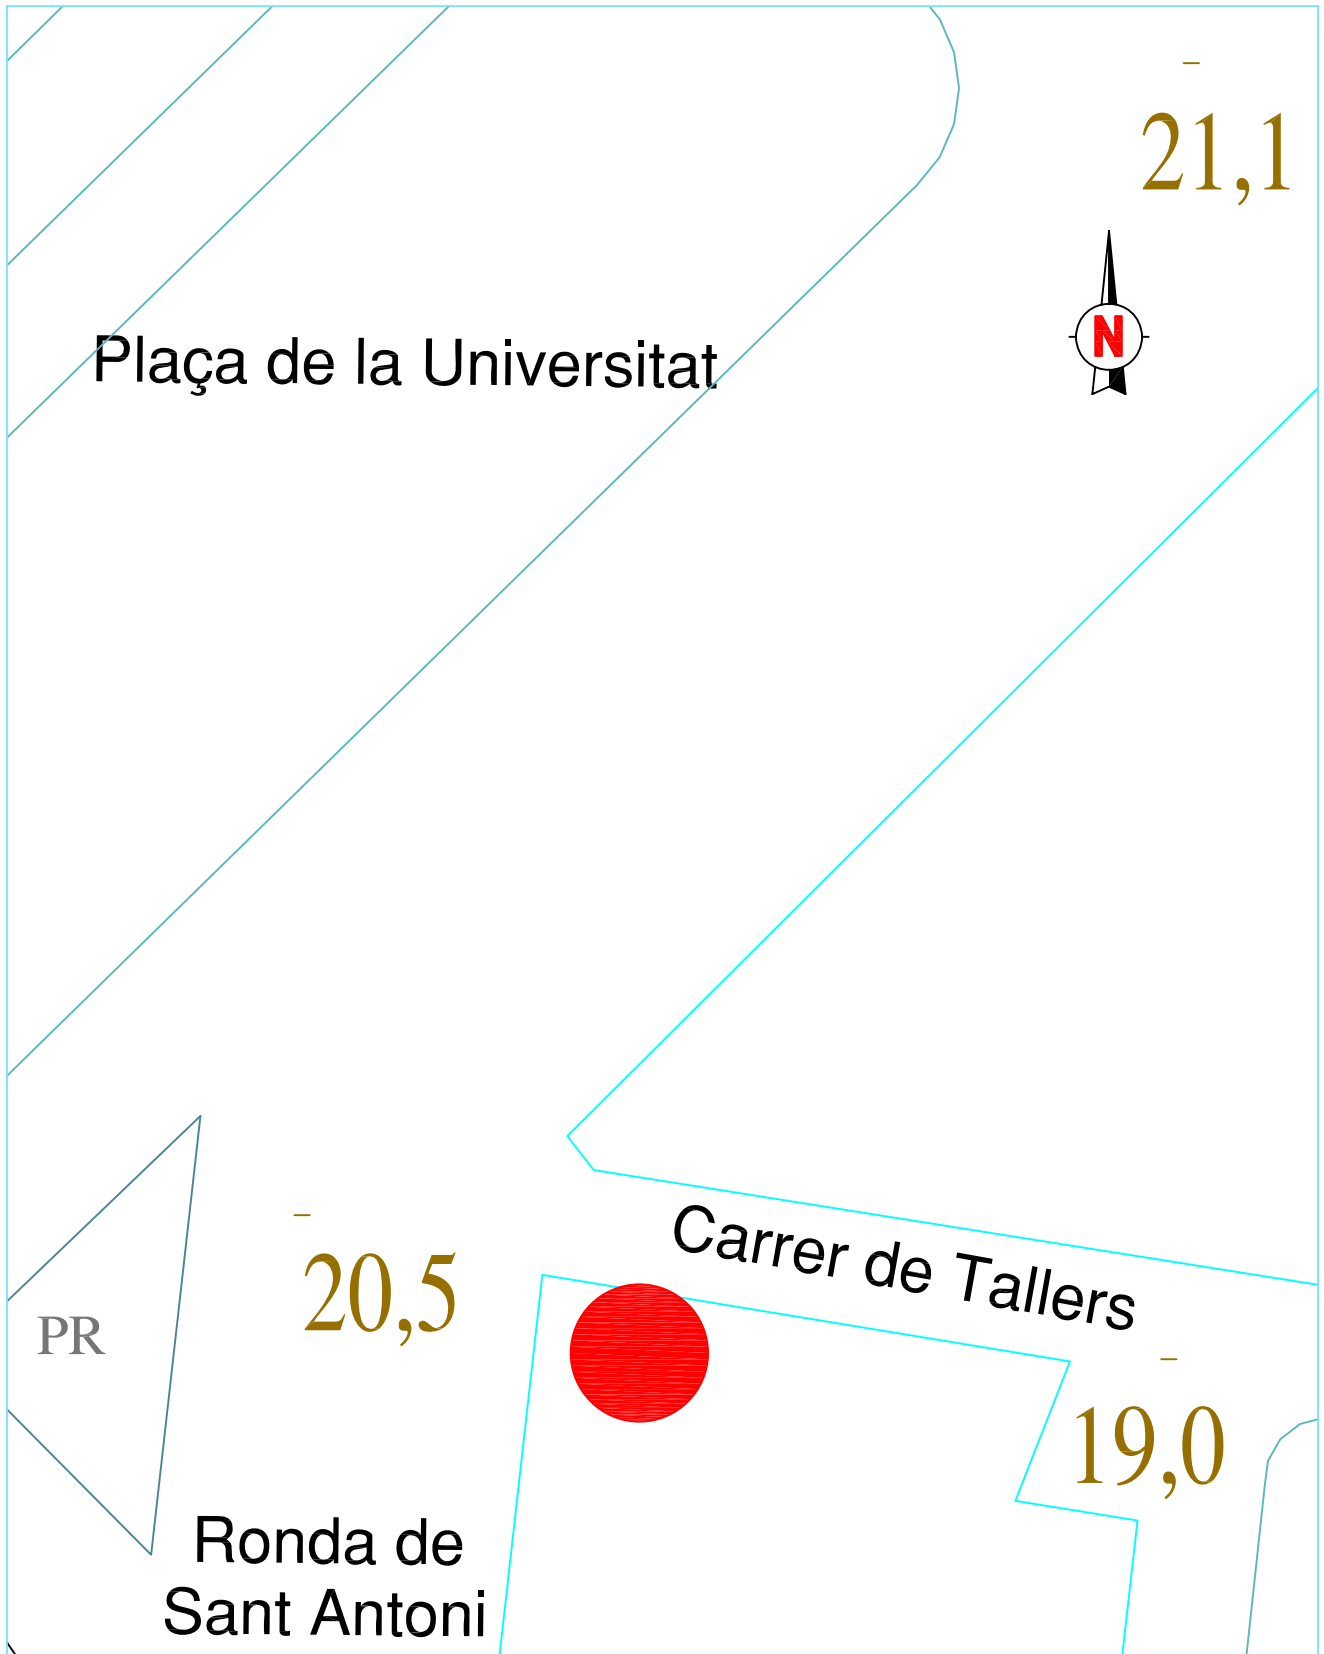 21,1
N
Plaça de la Universitat
Carrer de Tallers
20,5
PR
19,0
Ronda de
Sant Antoni